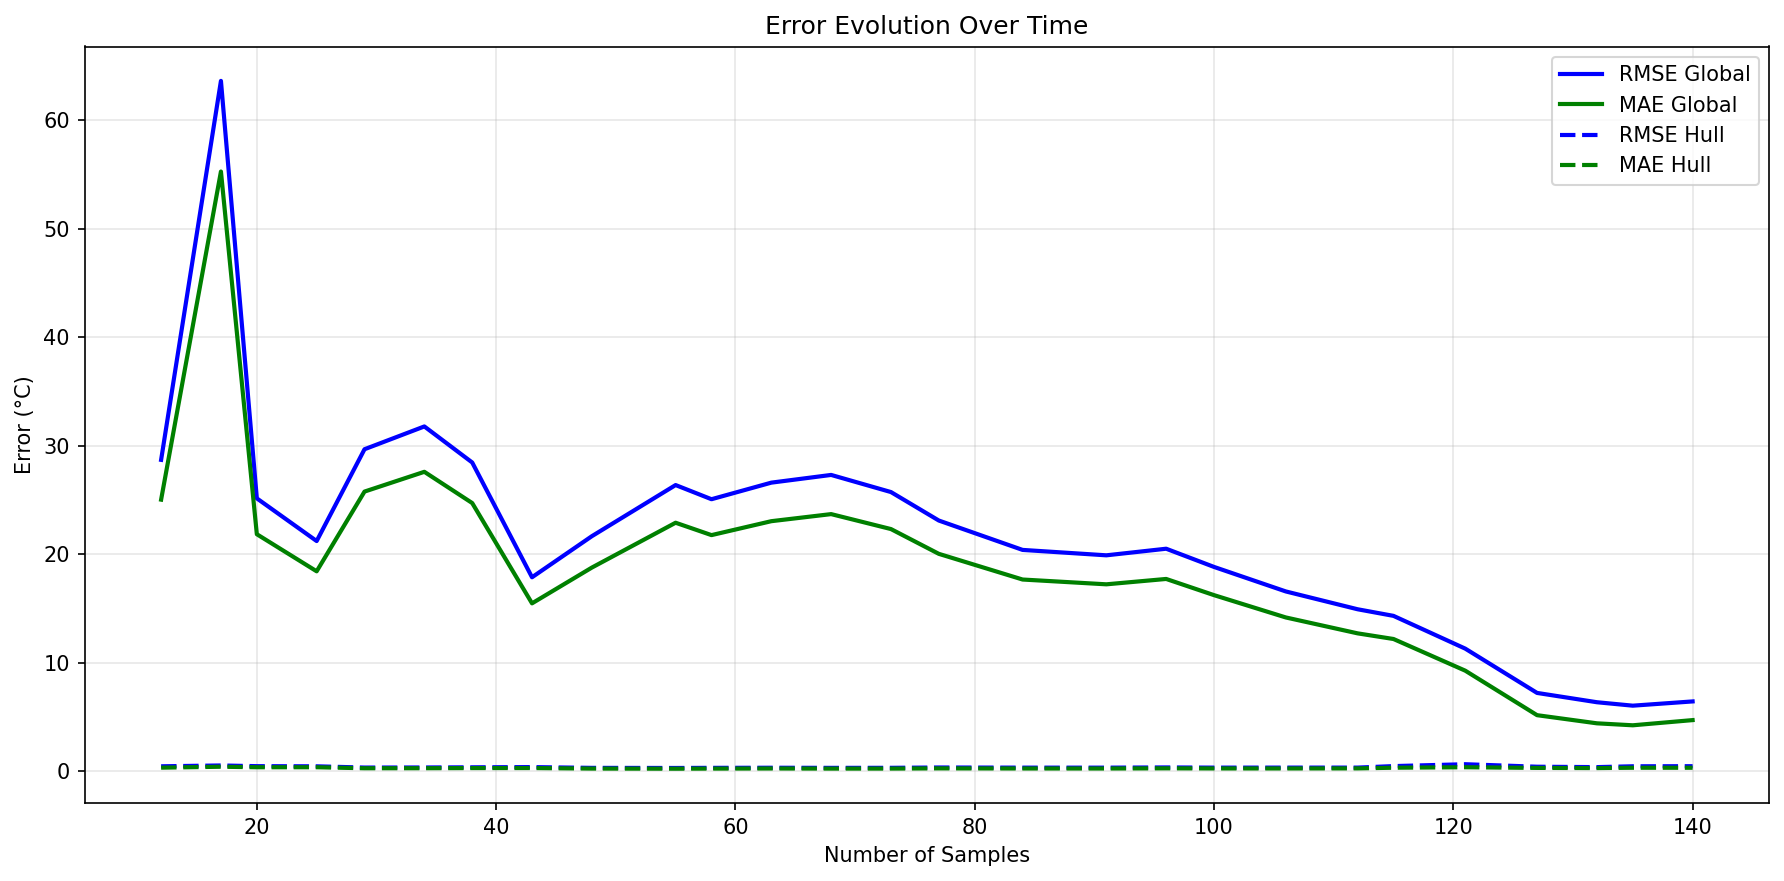 Error Evolution Over Time
RMSE Global
MAE Global
RMSE Hull
MAE Hull
Error (°C)
60
50
40
30
20
10
0
20 40 60 80 100 120 140
Number of Samples